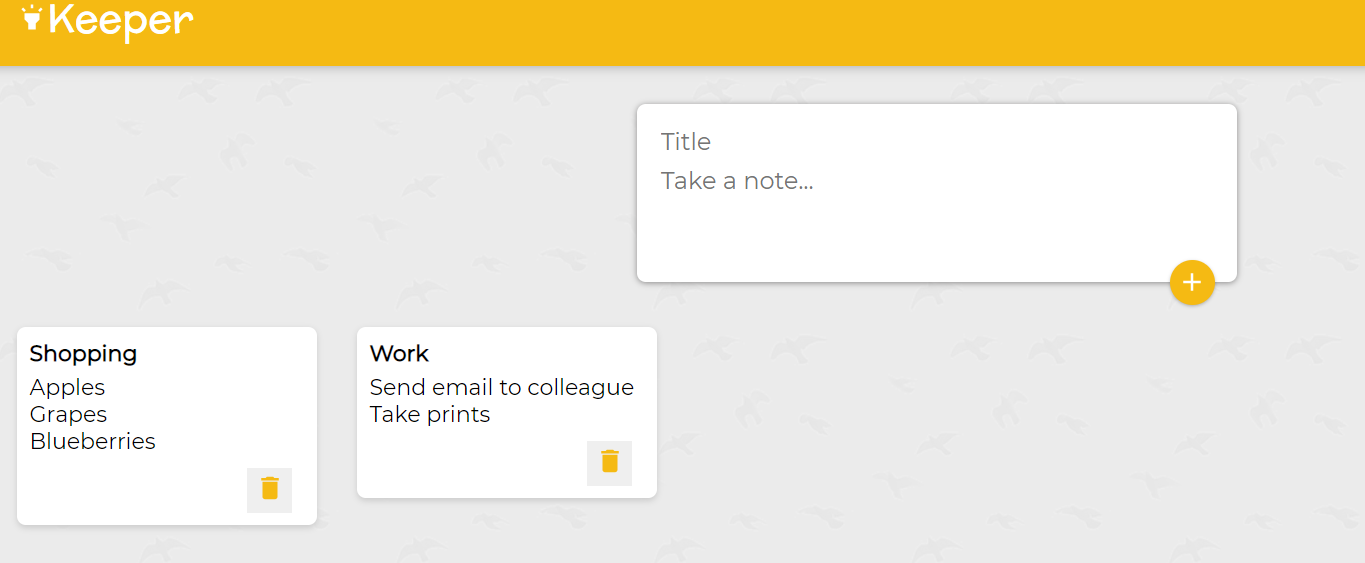 Keeper
Title
Take a note...
Shopping
Apples
Grapes
Blueberries
Work
Send email to colleague
Take prints